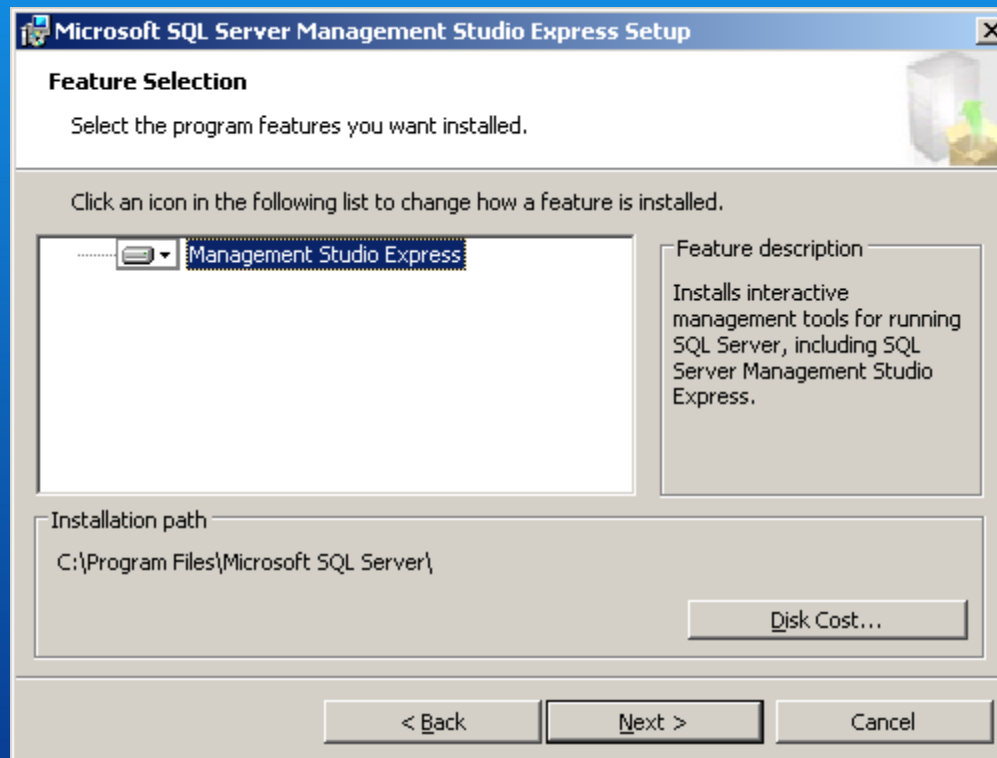 Microsoft SQL Server Management Studio Express Setup
Feature Selection
Select the program features you want installed.
Click an icon in the following list to change how a feature is installed.
Management Studio Express
Feature description
Installs interactive
management tools for running
SQL Server, including SQL
Server Management Studio
Express.
Installation path
C:\Program Files\Microsoft SQL Server\
Disk Cost...
< Back
Next >
Cancel